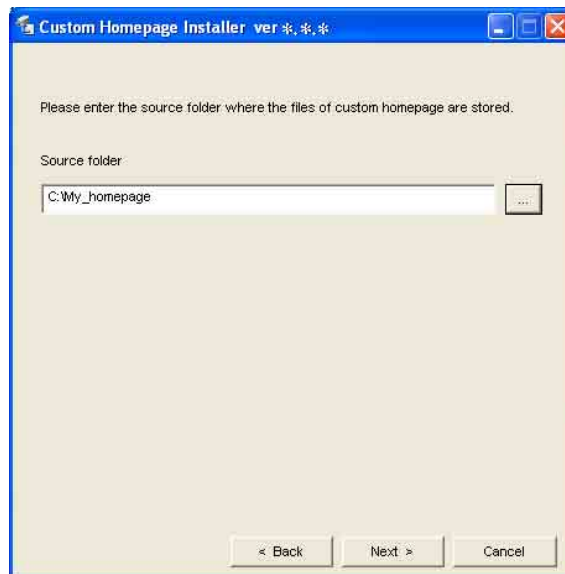 Custom Homepage Installer ver *.*.*
Please enter the source folder where the files of custom homepage are stored.
Source folder
C:\My_homepage
...
< Back Next > Cancel